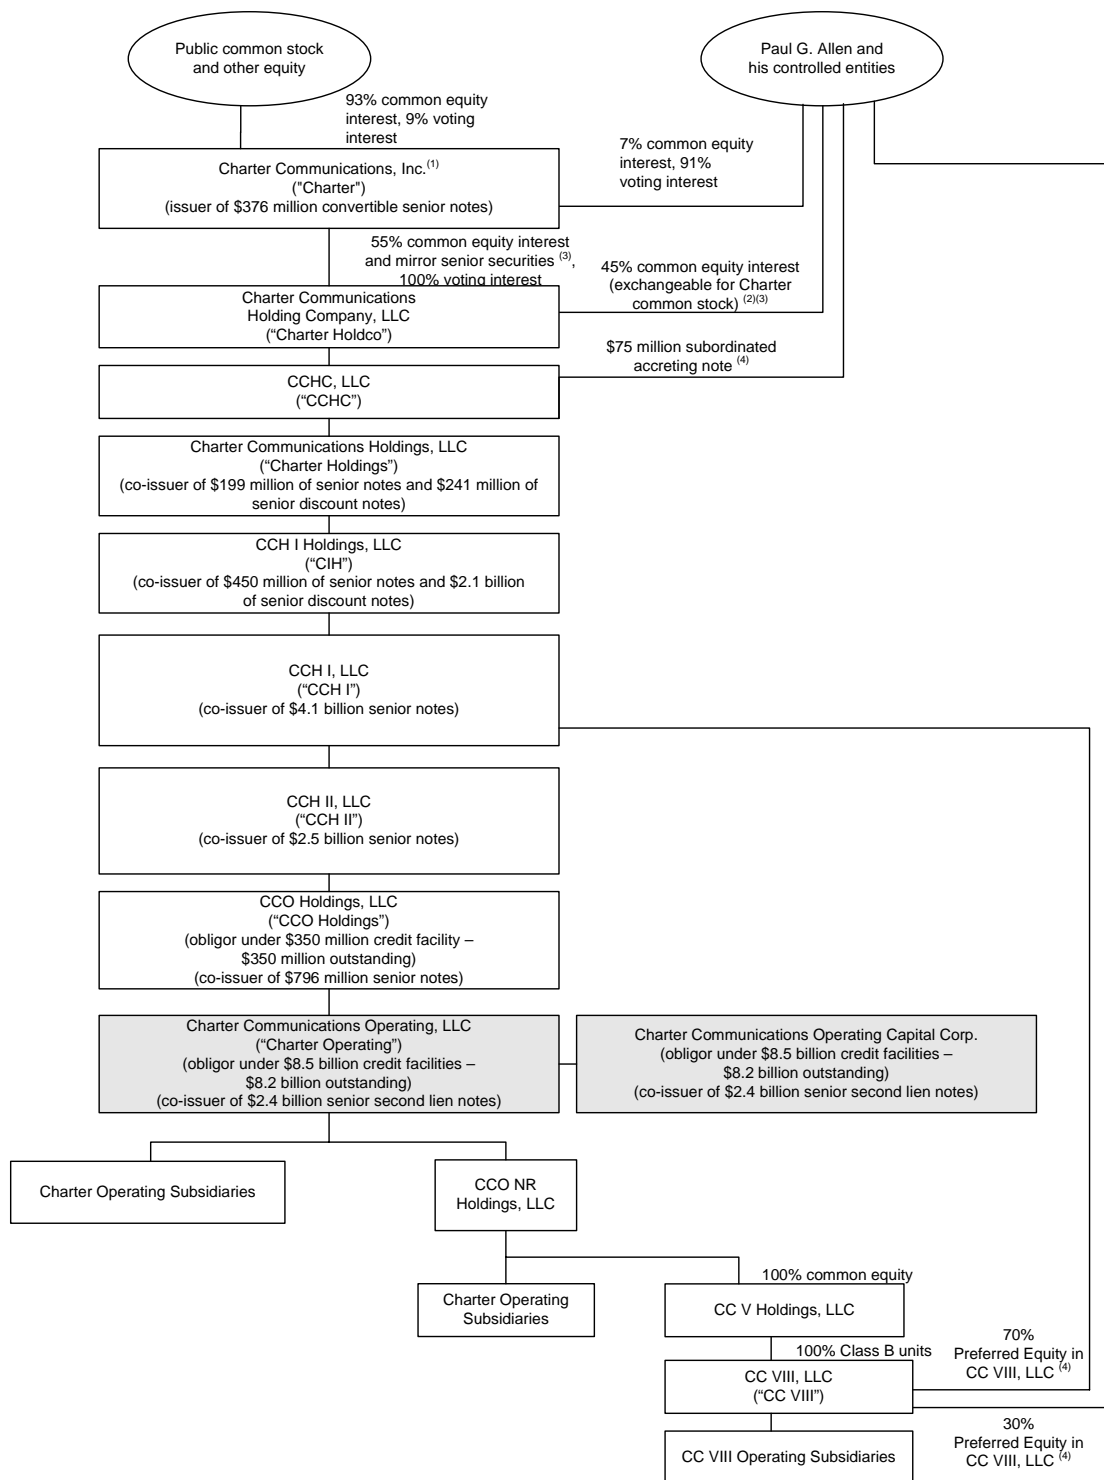 Public common stock
and other equity
Paul G. Allen and
his controlled entities
93% common equity
interest, 9% voting
interest
7% common equity
interest, 91%
voting interest
Charter Communications, Inc.(1)
("Charter")
(issuer of $376 million convertible senior notes)
55% common equity interest
and mirror senior securities (3),
100% voting interest
45% common equity interest
(exchangeable for Charter
common stock) (2)(3)
Charter Communications
Holding Company, LLC
(“Charter Holdco”)
$75 million subordinated
accreting note (4)
CCHC, LLC
(“CCHC”)
Charter Communications Holdings, LLC
(“Charter Holdings”)
(co-issuer of $199 million of senior notes and $241 million of
senior discount notes)
CCH I Holdings, LLC
(“CIH”)
(co-issuer of $450 million of senior notes and $2.1 billion
of senior discount notes)
CCH I, LLC
(“CCH I”)
(co-issuer of $4.1 billion senior notes)
CCH II, LLC
(“CCH II”)
(co-issuer of $2.5 billion senior notes)
CCO Holdings, LLC
(“CCO Holdings”)
(obligor under $350 million credit facility –
$350 million outstanding)
(co-issuer of $796 million senior notes)
Charter Communications Operating, LLC
(“Charter Operating”)
(obligor under $8.5 billion credit facilities –
$8.2 billion outstanding)
(co-issuer of $2.4 billion senior second lien notes)
Charter Communications Operating Capital Corp.
(obligor under $8.5 billion credit facilities –
$8.2 billion outstanding)
(co-issuer of $2.4 billion senior second lien notes)
Charter Operating Subsidiaries
CCO NR
Holdings, LLC
Charter Operating
Subsidiaries
100% common equity
CC V Holdings, LLC
100% Class B units
70%
Preferred Equity in
CC VIII, LLC (4)
CC VIII, LLC
(“CC VIII”)
30%
Preferred Equity in
CC VIII, LLC (4)
CC VIII Operating Subsidiaries